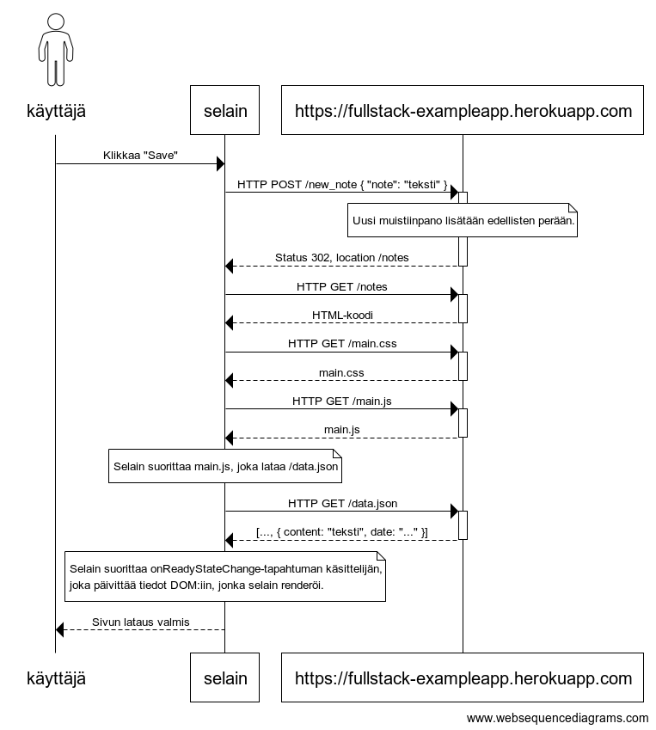 käyttäjä
selain
https://fullstack-exampleapp.herokuapp.com
Klikkaa "Save"
HTTP POST /new_note { "note": "teksti" }
Uusi muistiinpano lisätään edellisten perään.
Status 302, location /notes
HTTP GET /notes
HTML-koodi
HTTP GET /main.css
main.css
HTTP GET /main.js
main.js
Selain suorittaa main.js, joka lataa /data.json
HTTP GET /data.json
[..., { content: "teksti", date: "..." }]
Selain suorittaa onReadyStateChange-tapahtuman käsittelijän,
joka päivittää tiedot DOM:iin, jonka selain renderöi.
Sivun lataus valmis
käyttäjä
selain
https://fullstack-exampleapp.herokuapp.com
www.websequencediagrams.com